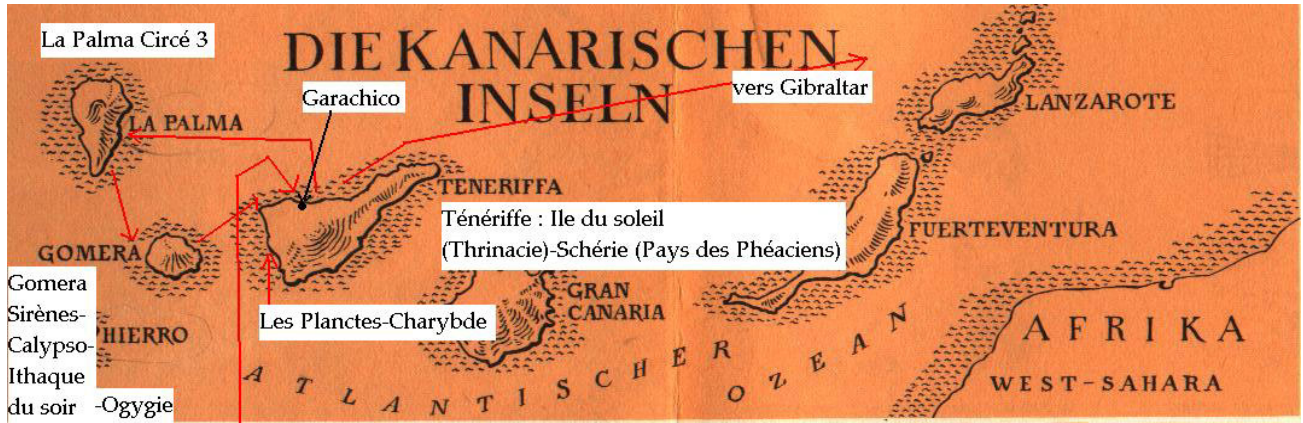 La Palma Circé 3
DIE KANARISCHEN
INSELN
vers Gibraltar
Garachico
LA PALMA
LANZAROTE
TENERIFFA
Ténériffe : Ile du soleil
(Thrinacie)-Schérie (Pays des Phéaciens)
FUERTEVENTURA
GOMERA
Gomera
Sirènes-
Calypso-
Ithaque
du soir -Ogygie
HIERRO
Les Planctes-Charybde
GRAN
CANARIA
ATLANTISCHER
OZEAN
AFRIKA
WEST-SAHARA